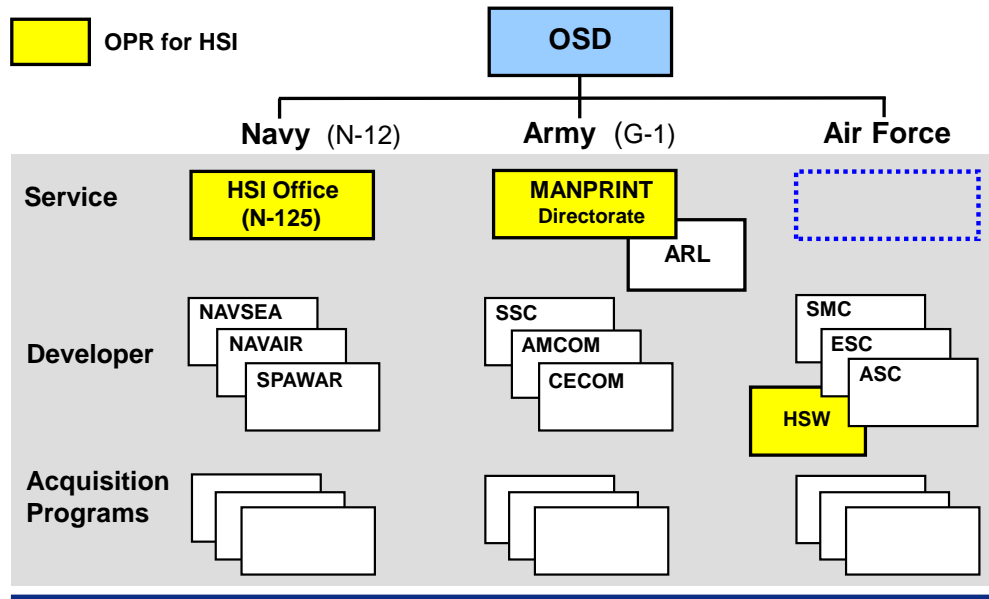 OPR for HSI
OSD
Navy (N-12)
Army (G-1)
Air Force
Service
HSI Office
(N-125)
MANPRINT
Directorate
ARL
Developer
NAVSEA
NAVAIR
SPAWAR
SSC
AMCOM
CECOM
SMC
ESC
ASC
HSW
Acquisition
Programs